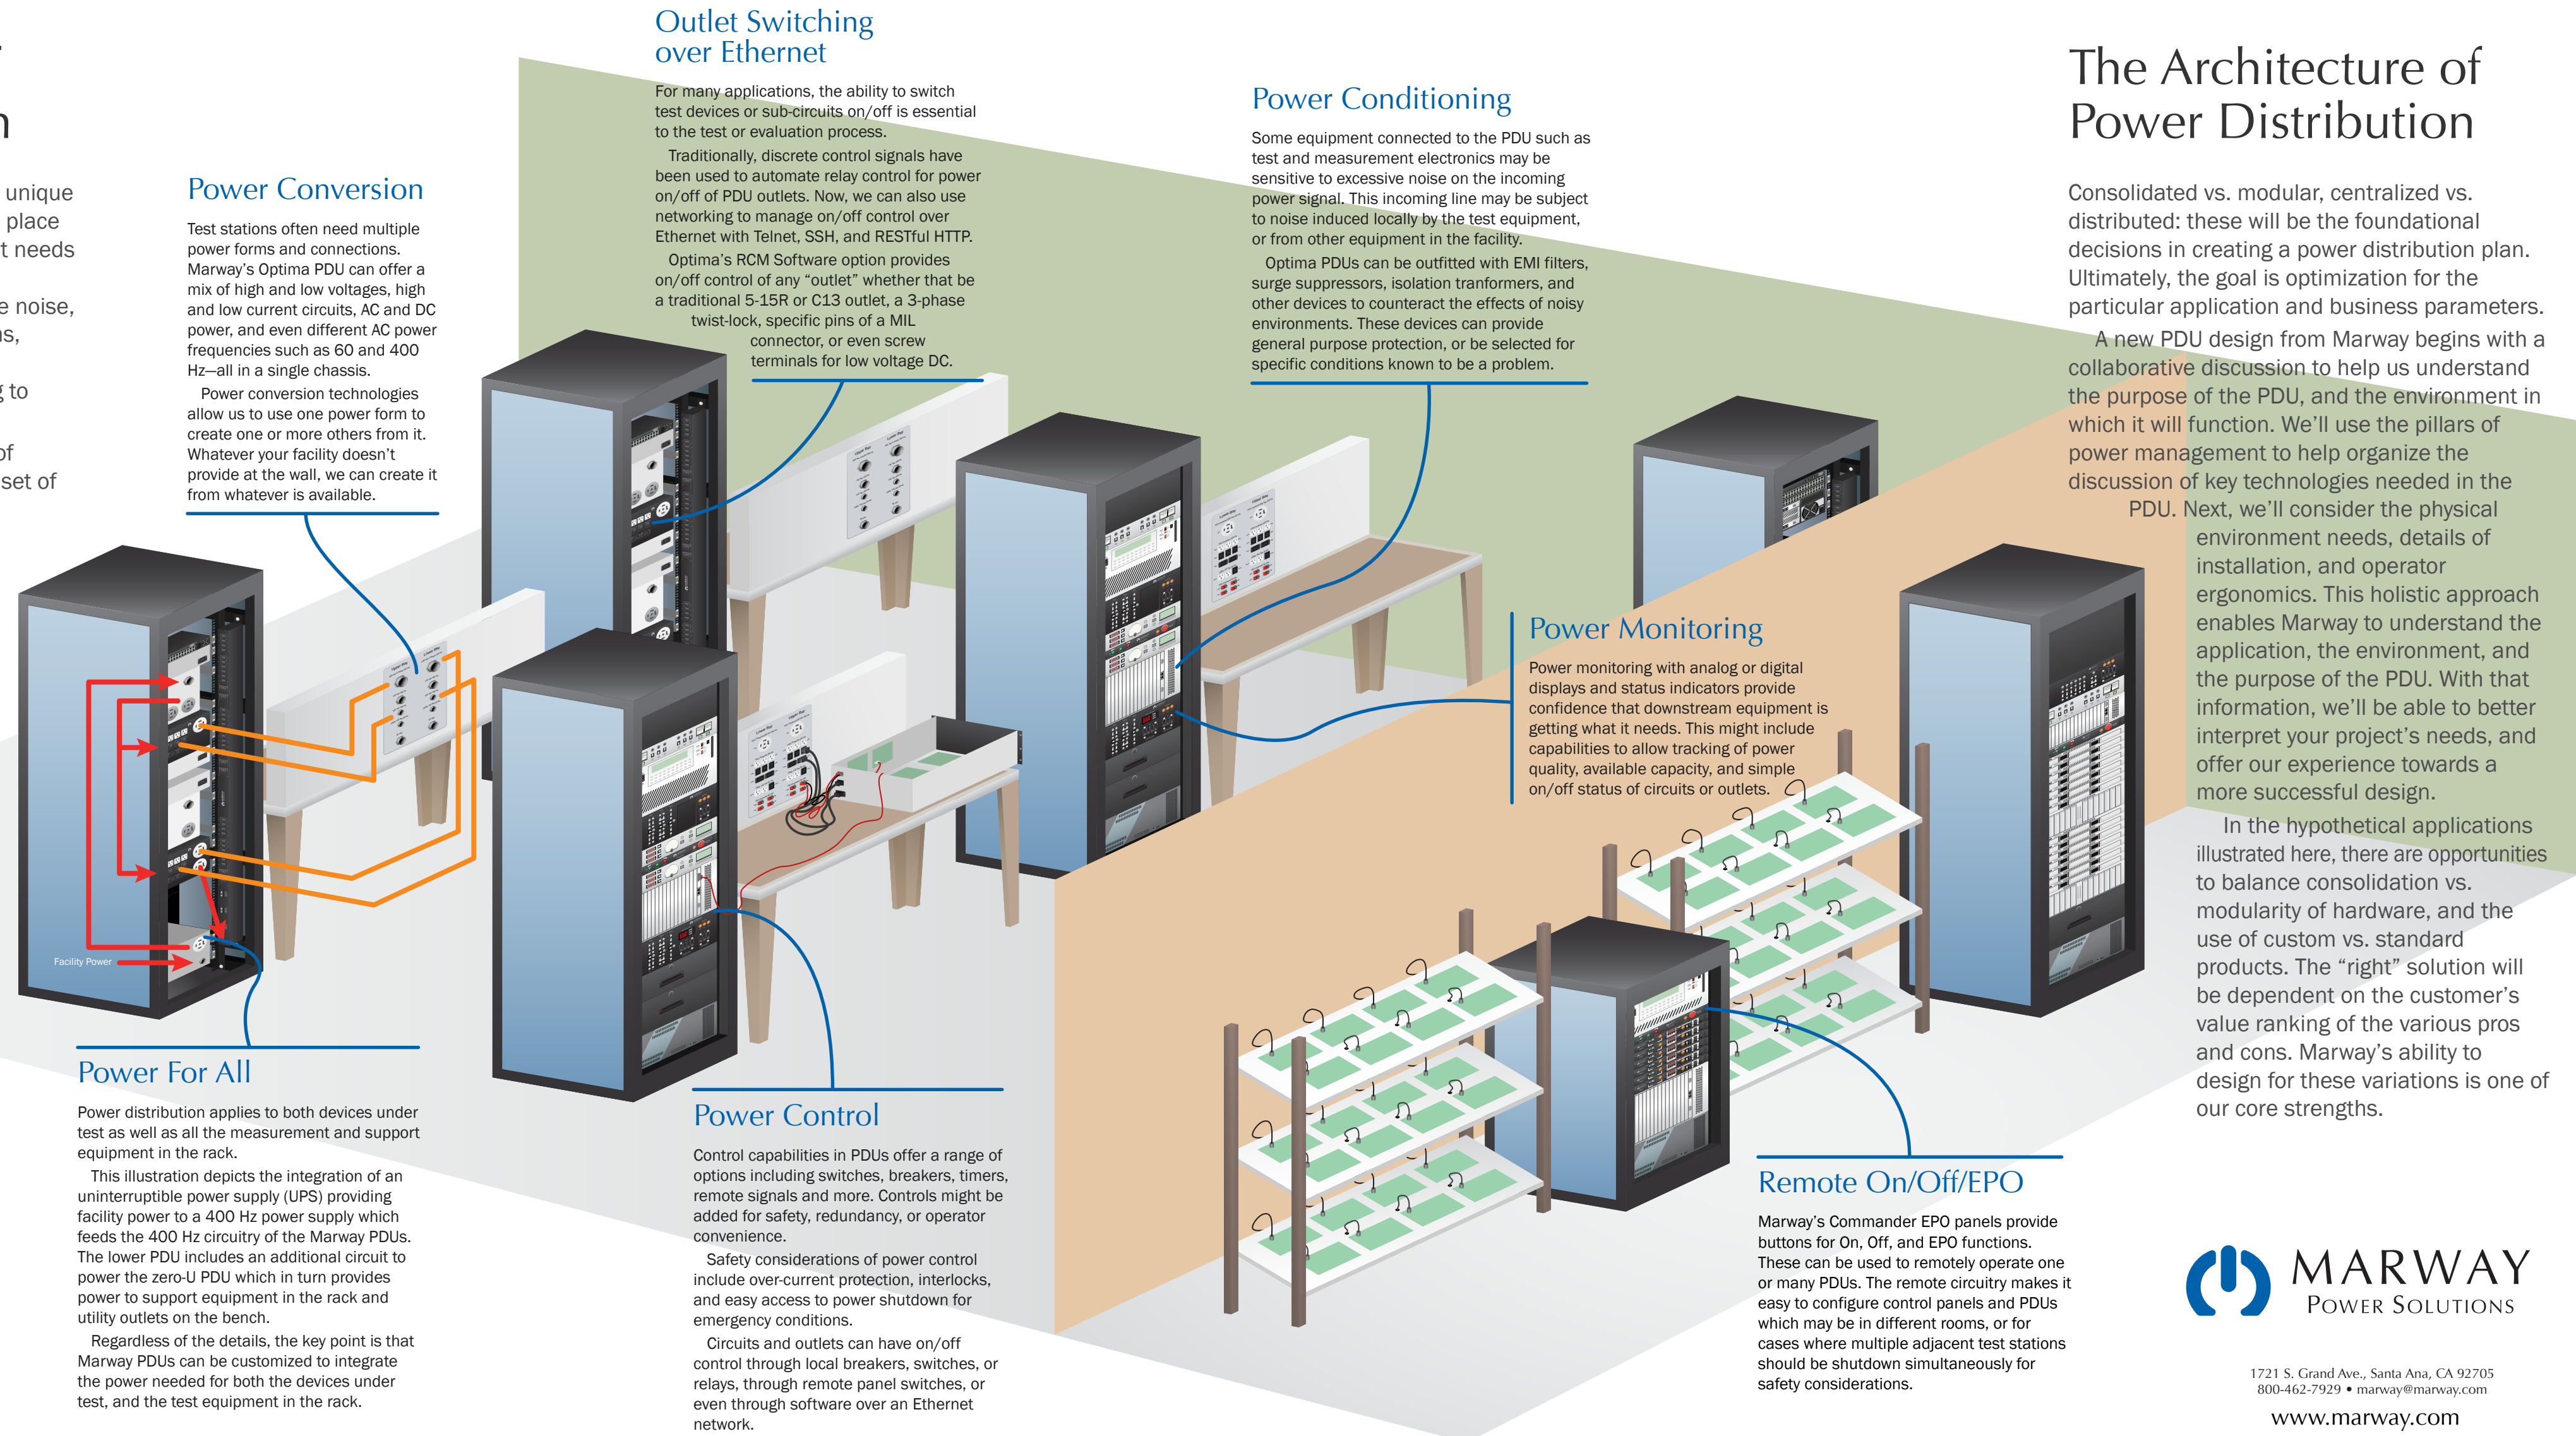 unique
place
t needs
e noise,
s,
g to
of
set of
Power Conversion
Test stations often need multiple
power forms and connections.
Marway’s Optima PDU can offer a
mix of high and low voltages, high
and low current circuits, AC and DC
power, and even different AC power
frequencies such as 60 and 400
Hz—all in a single chassis.
Power conversion technologies
allow us to use one power form to
create one or more others from it.
Whatever your facility doesn’t
provide at the wall, we can create it
from whatever is available.
Outlet Switching
over Ethernet
For many applications, the ability to switch
test devices or sub-circuits on/off is essential
to the test or evaluation process.
Traditionally, discrete control signals have
been used to automate relay control for power
on/off of PDU outlets. Now, we can also use
networking to manage on/off control over
Ethernet with Telnet, SSH, and RESTful HTTP.
Optima’s RCM Software option provides
on/off control of any “outlet” whether that be
a traditional 5-15R or C13 outlet, a 3-phase
twist-lock, specific pins of a MIL
connector, or even screw
terminals for low voltage DC.
Power Conditioning
Some equipment connected to the PDU such as
test and measurement electronics may be
sensitive to excessive noise on the incoming
power signal. This incoming line may be subject
to noise induced locally by the test equipment,
or from other equipment in the facility.
Optima PDUs can be outfitted with EMI filters,
surge suppressors, isolation tranformers, and
other devices to counteract the effects of noisy
environments. These devices can provide
general purpose protection, or be selected for
specific conditions known to be a problem.
Power Monitoring
Power monitoring with analog or digital
displays and status indicators provide
confidence that downstream equipment is
getting what it needs. This might include
capabilities to allow tracking of power
quality, available capacity, and simple
on/off status of circuits or outlets.
Facility Power
Power For All
Power distribution applies to both devices under
test as well as all the measurement and support
equipment in the rack.
This illustration depicts the integration of an
uninterruptible power supply (UPS) providing
facility power to a 400 Hz power supply which
feeds the 400 Hz circuitry of the Marway PDUs.
The lower PDU includes an additional circuit to
power the zero-U PDU which in turn provides
power to support equipment in the rack and
utility outlets on the bench.
Regardless of the details, the key point is that
Marway PDUs can be customized to integrate
the power needed for both the devices under
test, and the test equipment in the rack.
Power Control
Control capabilities in PDUs offer a range of
options including switches, breakers, timers,
remote signals and more. Controls might be
added for safety, redundancy, or operator
convenience.
Safety considerations of power control
include over-current protection, interlocks,
and easy access to power shutdown for
emergency conditions.
Circuits and outlets can have on/off
control through local breakers, switches, or
relays, through remote panel switches, or
even through software over an Ethernet
network.
Remote On/Off/EPO
Marway’s Commander EPO panels provide
buttons for On, Off, and EPO functions.
These can be used to remotely operate one
or many PDUs. The remote circuitry makes it
easy to configure control panels and PDUs
which may be in different rooms, or for
cases where multiple adjacent test stations
should be shutdown simultaneously for
safety considerations.
The Architecture of
Power Distribution
Consolidated vs. modular, centralized vs.
distributed: these will be the foundational
decisions in creating a power distribution plan.
Ultimately, the goal is optimization for the
particular application and business parameters.
A new PDU design from Marway begins with a
collaborative discussion to help us understand
the purpose of the PDU, and the environment in
which it will function. We’ll use the pillars of
power management to help organize the
discussion of key technologies needed in the
PDU. Next, we’ll consider the physical
environment needs, details of
installation, and operator
ergonomics. This holistic approach
enables Marway to understand the
application, the environment, and
the purpose of the PDU. With that
information, we’ll be able to better
interpret your project’s needs, and
offer our experience towards a
more successful design.
In the hypothetical applications
illustrated here, there are opportunities
to balance consolidation vs.
modularity of hardware, and the
use of custom vs. standard
products. The “right” solution will
be dependent on the customer’s
value ranking of the various pros
and cons. Marway’s ability to
design for these variations is one of
our core strengths.
MARWAY
POWER SOLUTIONS
1721 S. Grand Ave., Santa Ana, CA 92705
800-462-7929 • marway@marway.com
www.marway.com